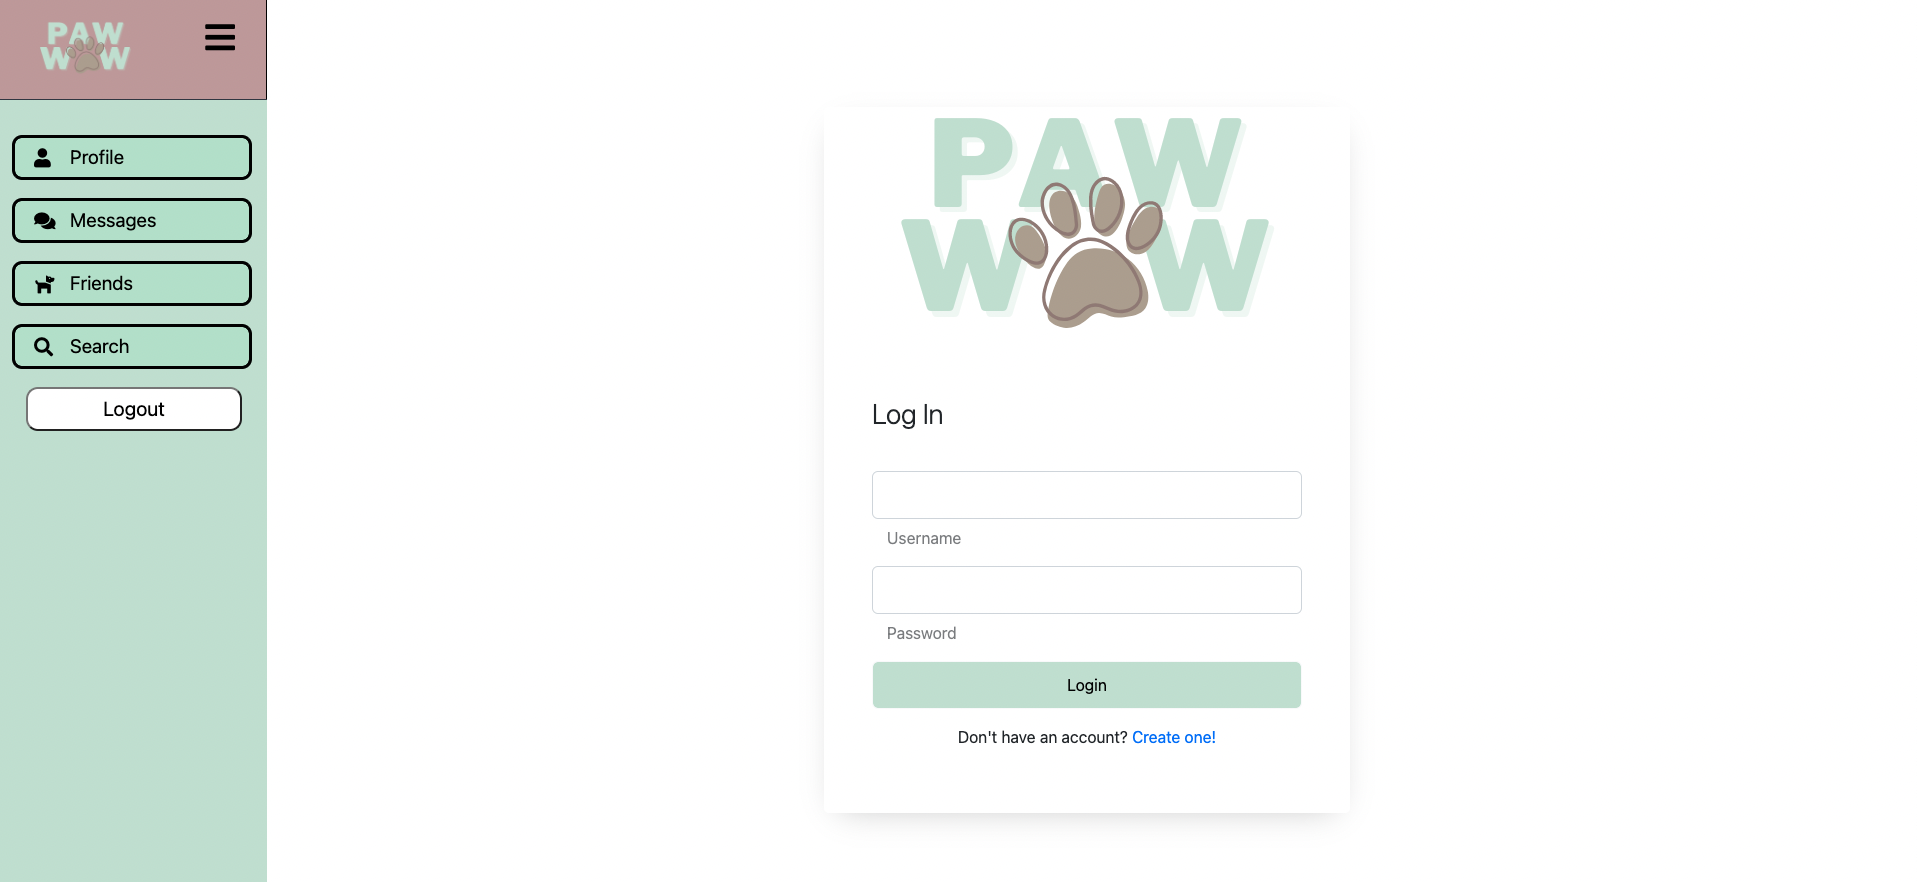 PAW
WOW
Profile
Messages
Friends
Search
Logout
PAW
WOW
Log In
Username
Password
Login
Don't have an account? Create one!